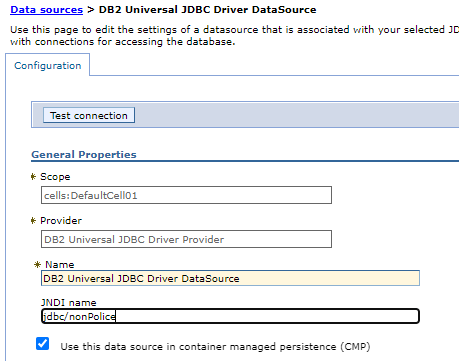 Data sources > DB2 Universal JDBC Driver DataSource
Use this page to edit the settings of a datasource that is associated with your selected
with connections for accessing the database.
Configuration
Test connection
General Properties
* Scope
cells:DefaultCell01
* Provider
DB2 Universal JDBC Driver Provider
* Name
DB2 Universal JDBC Driver DataSource
JNDI name
jdbc/nonPolice
Use this data source in container managed persistence (CMP)